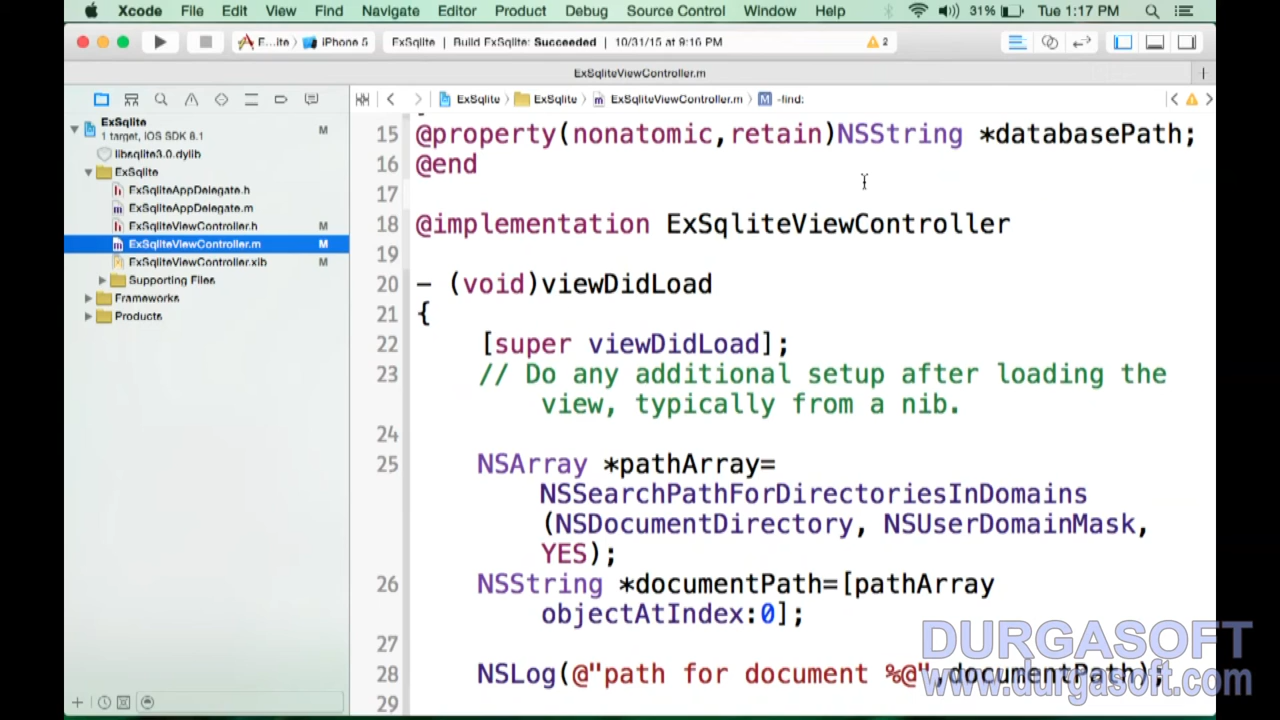 Xcode File Edit View Find Navigate Editor Product Debug Source Control Window Help 31% Tue 1:17 PM
E...ite iPhone 5 ExSqlite | Build ExSqlite: Succeeded | 10/31/15 at 9:16 PM 2
ExSqliteViewController.m
ExSqlite ExSqlite ExSqliteViewController.m M -find:
ExSqlite M
1 target, iOS SDK 8.1
libsqlite3.0.dylib
ExSqlite
h ExSqliteAppDelegate.h
m ExSqliteAppDelegate.m
h ExSqliteViewController.h M
m ExSqliteViewController.m M
ExSqliteViewController.xib M
Supporting Files
Frameworks
Products
15 @property(nonatomic,retain)NSString *databasePath;
16 @end
17
18 @implementation ExSqliteViewController
19
20 - (void)viewDidLoad
21 {
22 [super viewDidLoad];
23 // Do any additional setup after loading the
view, typically from a nib.
24
25 NSArray *pathArray=
NSSearchPathForDirectoriesInDomains
(NSDocumentDirectory, NSUserDomainMask,
YES);
26 NSString *documentPath=[pathArray
objectAtIndex:0];
27
28 NSLog(@"path for document %@",documentPath);
29
DURGASOFT
www.durgasoft.com